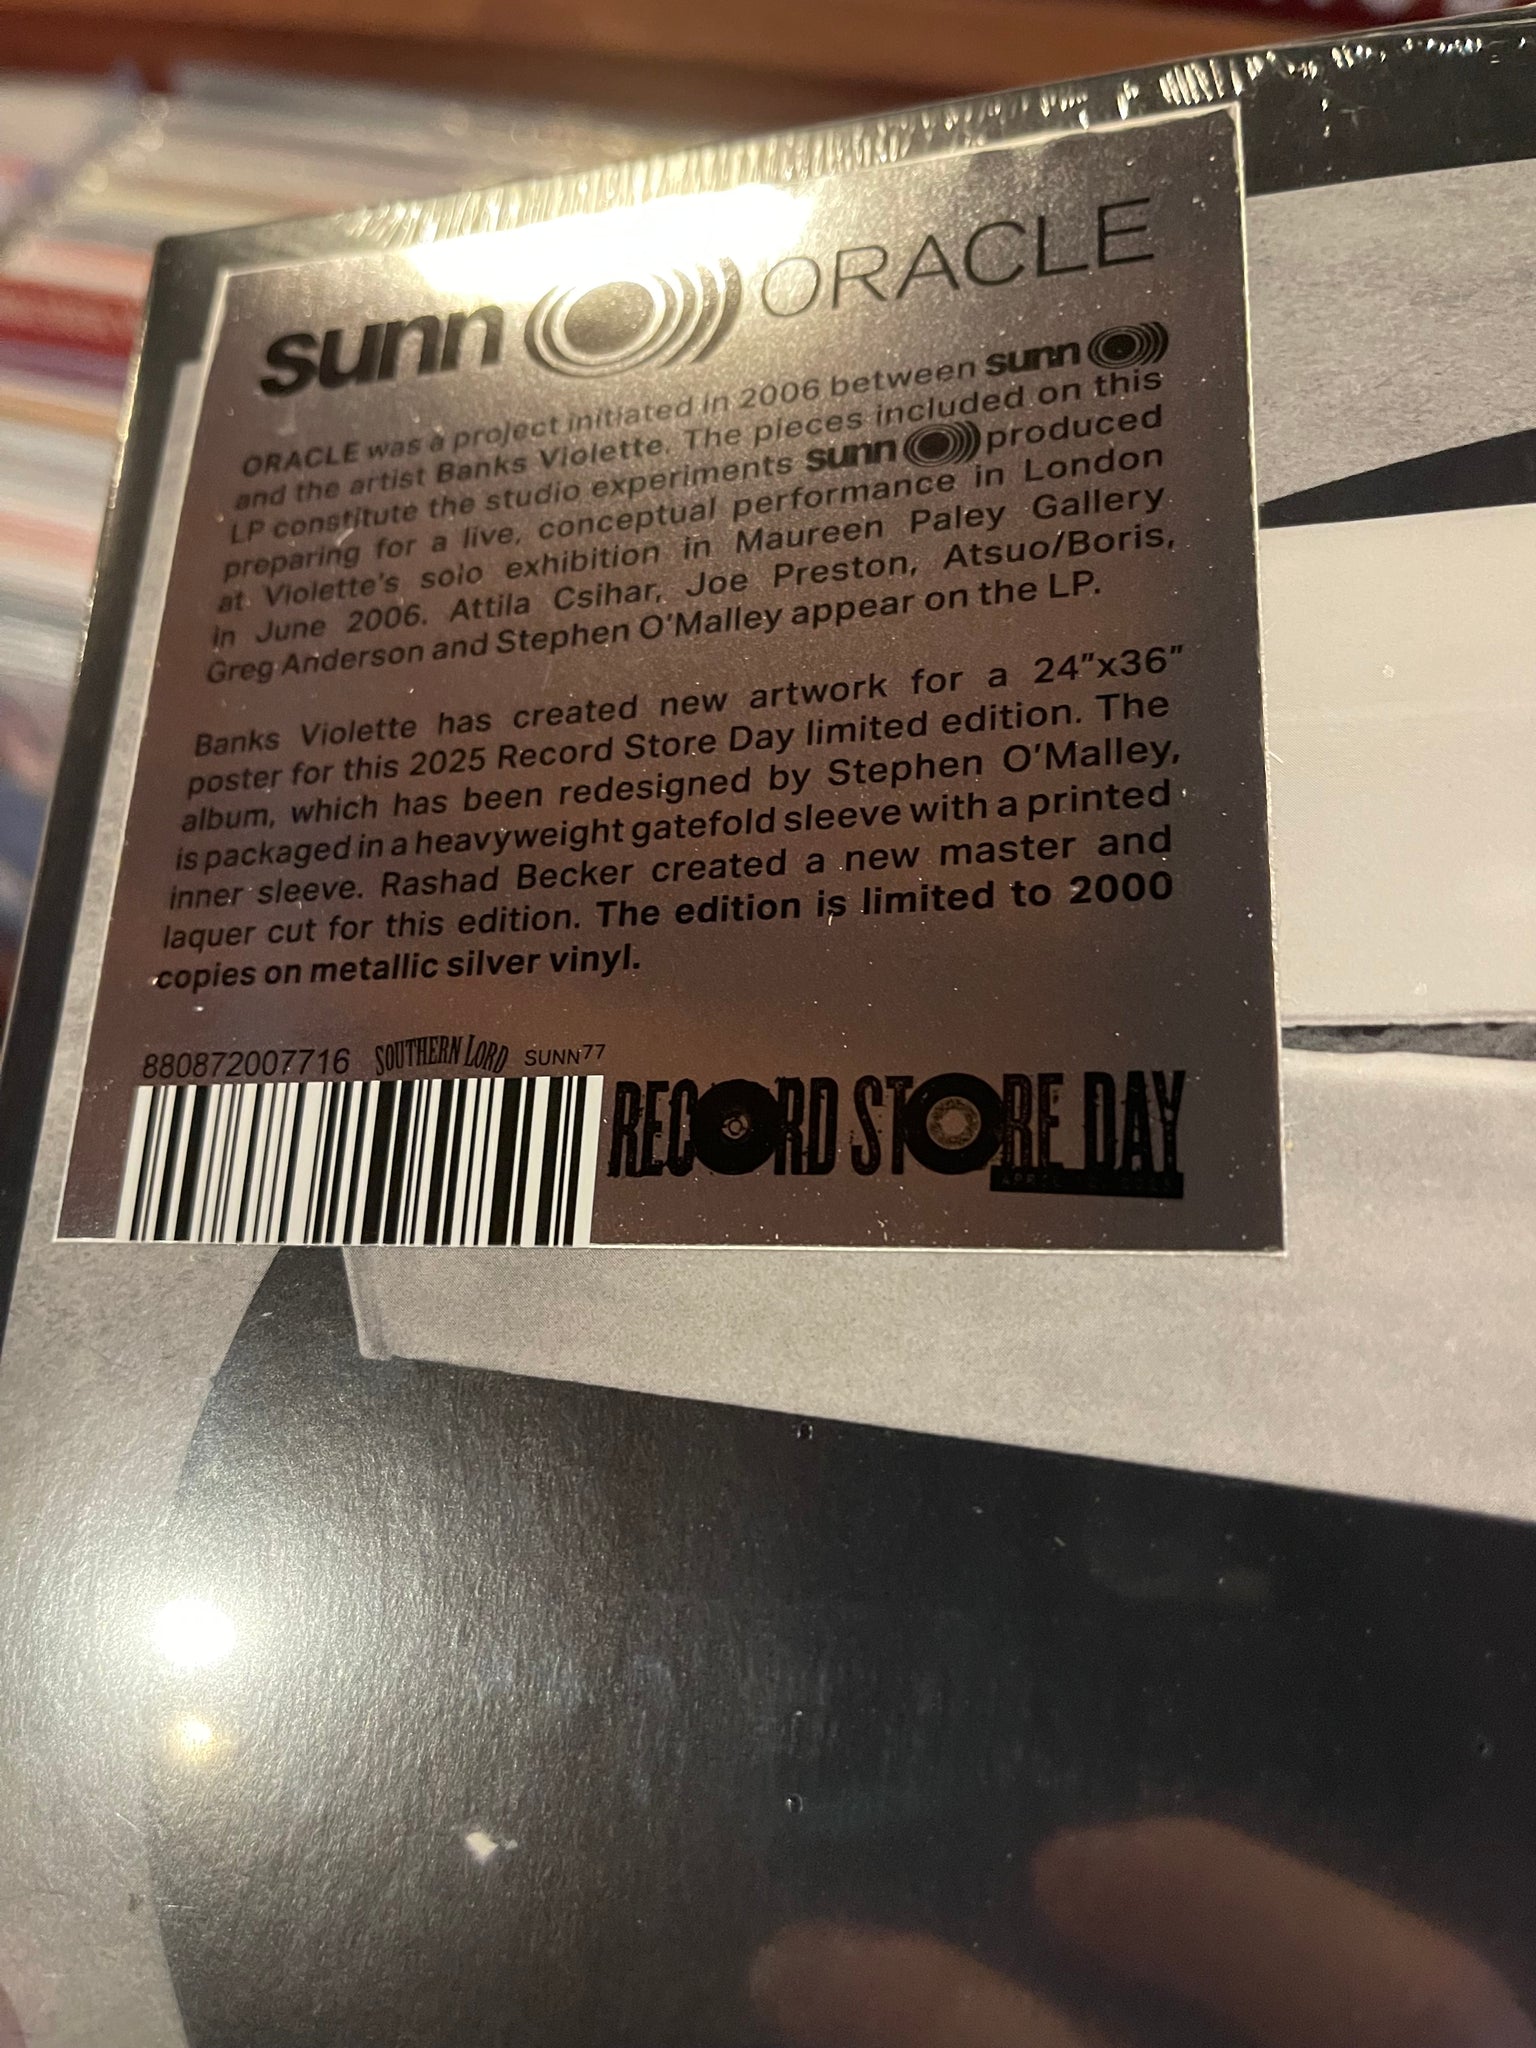 sunn O))) ORACLE
ORACLE was a project initiated in 2006 between sunn O)))
and the artist Banks Violette. The pieces included on this
LP constitute the studio experiments sunn O))) produced
preparing for a live, conceptual performance in London
at Violette's solo exhibition in Maureen Paley Gallery
in June 2006. Attila Csihar, Joe Preston, Atsuo/Boris,
Greg Anderson and Stephen O'Malley appear on the LP.
Banks Violette has created new artwork for a 24"x36"
poster for this 2025 Record Store Day limited edition. The
album, which has been redesigned by Stephen O'Malley,
is packaged in a heavyweight gatefold sleeve with a printed
inner sleeve. Rashad Becker created a new master and
laquer cut for this edition. The edition is limited to 2000
copies on metallic silver vinyl.
880872007716 SOUTHERN LORD SUNN77
RECORD STORE DAY
APRIL